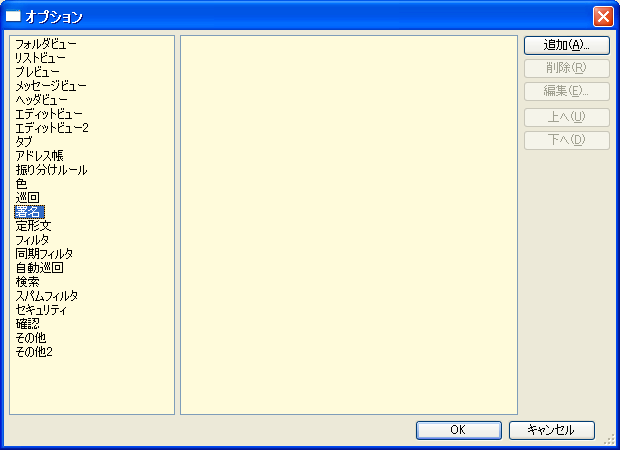 オプション
フォルダビュー
リストビュー
プレビュー
メッセージビュー
ヘッダビュー
エディットビュー
エディットビュー2
タブ
アドレス帳
振り分けルール
色
巡回
署名
定形文
フィルタ
同期フィルタ
自動巡回
検索
スパムフィルタ
セキュリティ
確認
その他
その他2
追加(A)...
削除(R)
編集(E)...
上へ(U)
下へ(D)
OK
キャンセル